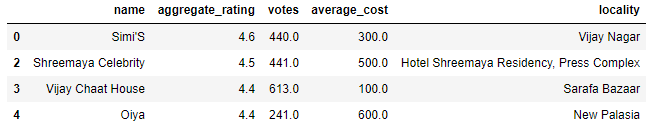 name aggregate_rating votes average_cost locality
0 Simi'S 4.6 440.0 300.0 Vijay Nagar
2 Shreemaya Celebrity 4.5 441.0 500.0 Hotel Shreemaya Residency, Press Complex
3 Vijay Chaat House 4.4 613.0 100.0 Sarafa Bazaar
4 Oiya 4.4 241.0 600.0 New Palasia